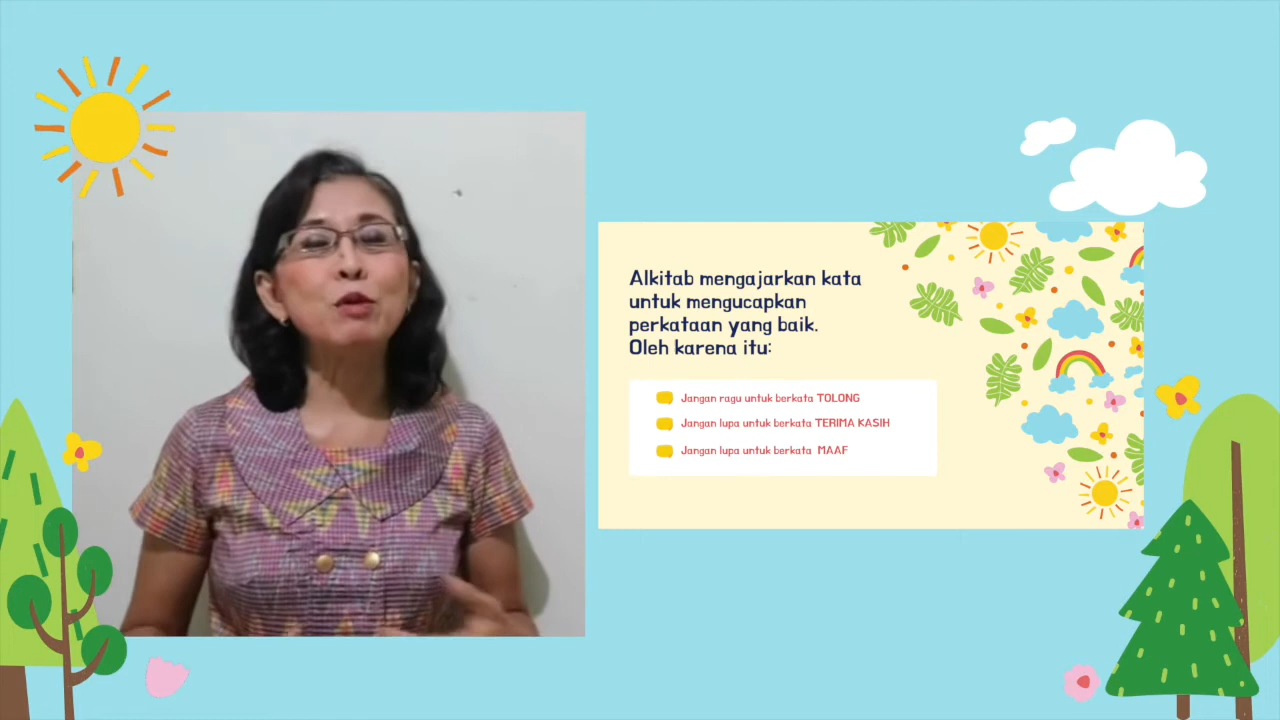 Alkitab mengajarkan kata
untuk mengucapkan
perkataan yang baik.
Oleh karena itu:
Jangan ragu untuk berkata TOLONG
Jangan lupa untuk berkata TERIMA KASIH
Jangan lupa untuk berkata MAAF